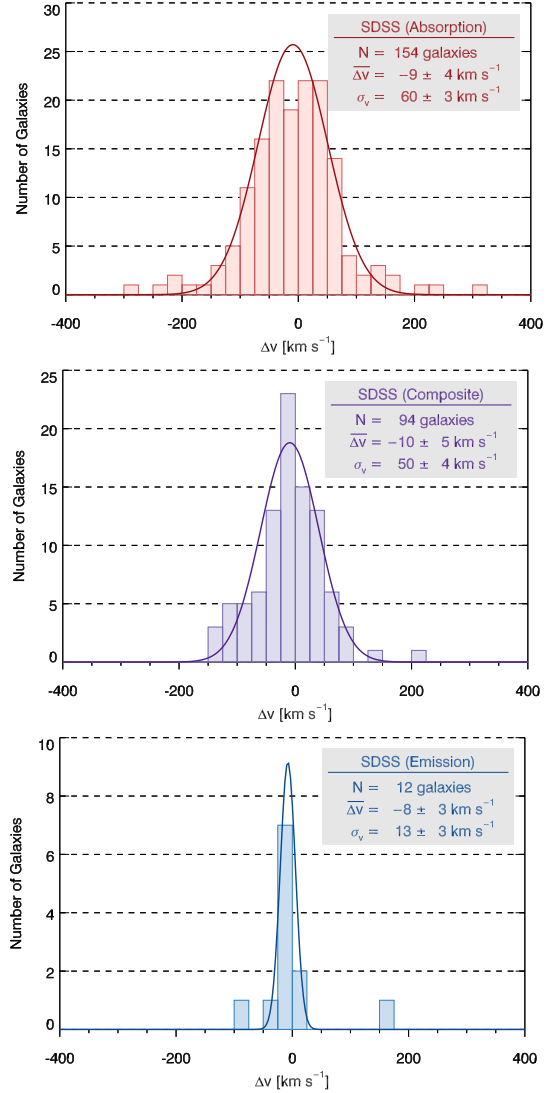 SDSS (Absorption)
N = 154 galaxies
Δv = −9 ± 4 km s⁻¹
σv = 60 ± 3 km s⁻¹
Number of Galaxies
30
25
20
15
10
5
0
-400 -200 0 200 400
Δv [km s⁻¹]
SDSS (Composite)
N = 94 galaxies
Δv = −10 ± 5 km s⁻¹
σv = 50 ± 4 km s⁻¹
Number of Galaxies
25
20
15
10
5
0
-400 -200 0 200 400
Δv [km s⁻¹]
SDSS (Emission)
N = 12 galaxies
Δv = −8 ± 3 km s⁻¹
σv = 13 ± 3 km s⁻¹
Number of Galaxies
10
8
6
4
2
0
-400 -200 0 200 400
Δv [km s⁻¹]